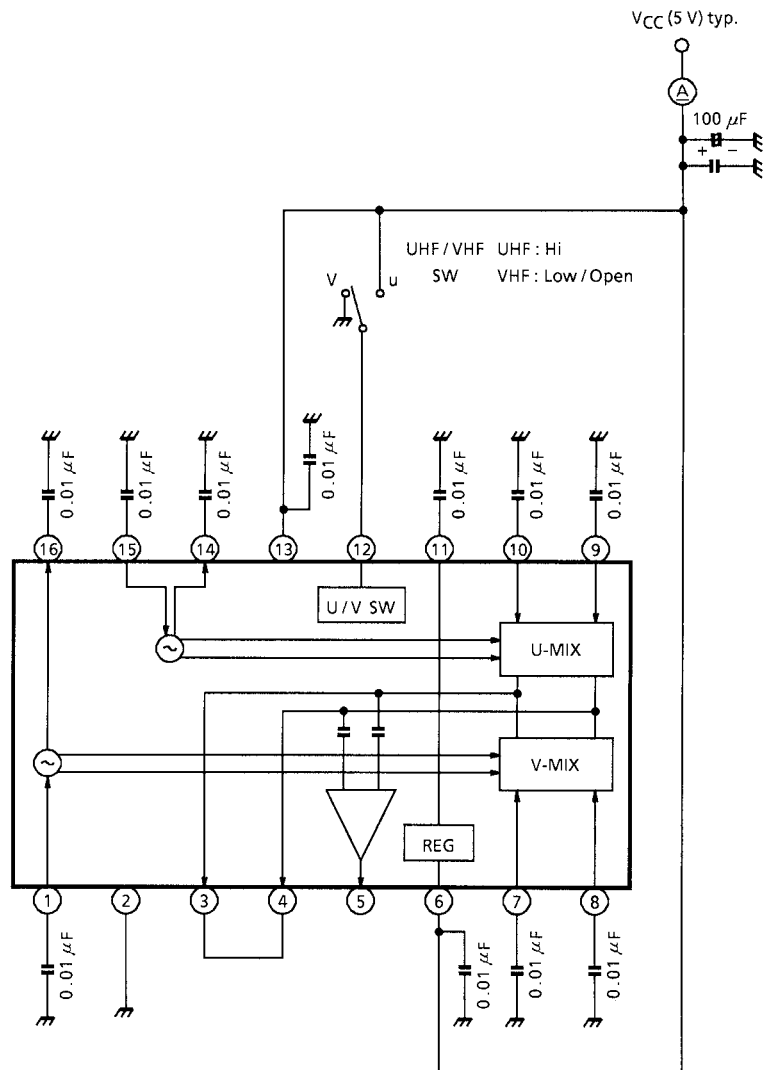 VCC (5 V) typ.
A
100 μF
+ −
UHF / VHF UHF : Hi
SW VHF : Low / Open
V
u
0.01 μF
0.01 μF
0.01 μF
0.01 μF
0.01 μF
0.01 μF
0.01 μF
16
15
14
13
12
11
10
9
U / V SW
~
U-MIX
~
V-MIX
REG
1
2
3
4
5
6
7
8
0.01 μF
0.01 μF
0.01 μF
0.01 μF